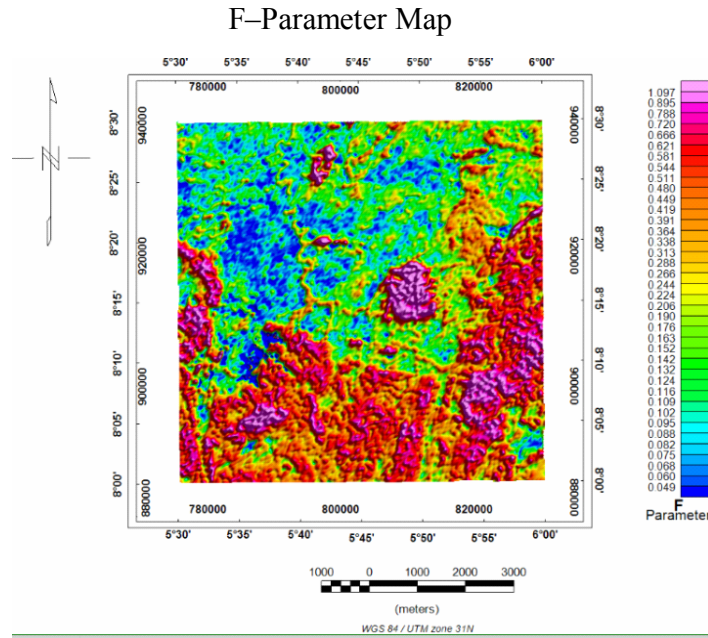 F–Parameter Map
5°30' 5°35' 5°40' 5°45' 5°50' 5°55' 6°00'
780000 800000 820000
8°30' 940000 940000 8°30'
8°25' 8°25'
N
8°20' 920000 920000 8°20'
8°15' 8°15'
8°10' 900000 900000 8°10'
8°05' 8°05'
8°00' 880000 880000 8°00'
780000 800000 820000
5°30' 5°35' 5°40' 5°45' 5°50' 5°55' 6°00'
1.097
0.895
0.788
0.720
0.666
0.621
0.581
0.544
0.511
0.480
0.449
0.419
0.391
0.364
0.338
0.313
0.288
0.266
0.244
0.224
0.206
0.190
0.176
0.163
0.152
0.142
0.132
0.124
0.116
0.109
0.102
0.095
0.088
0.082
0.075
0.068
0.060
0.049
F
Parameter
1000 0 1000 2000 3000
(meters)
WGS 84 / UTM zone 31N